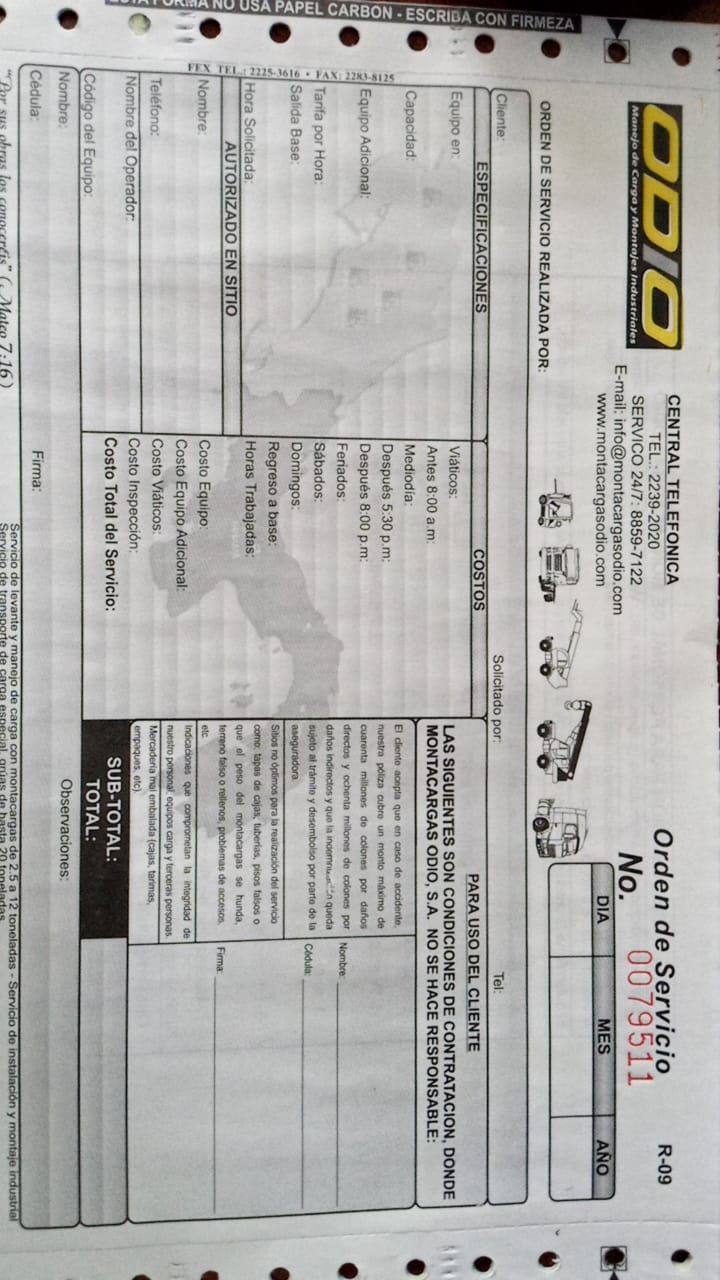 ESTA FORMA NO USA PAPEL CARBON - ESCRIBA CON FIRMEZA
ODIO
Manejo de Carga y Montajes Industriales
CENTRAL TELEFONICA
TEL.: 2239-2020
SERVICO 24/7: 8859-7122
E-mail: info@montacargasodio.com
www.montacargasodio.com
Orden de Servicio R-09
No. 0079511
DIA MES AÑO
ORDEN DE SERVICIO REALIZADA POR:
Cliente: Solicitado por: Tel:
ESPECIFICACIONES
Equipo en:
Capacidad:
Equipo Adicional:
Tarifa por Hora:
Salida Base:
Hora Solicitada:
AUTORIZADO EN SITIO
Nombre:
Teléfono:
Nombre del Operador:
Código del Equipo:
COSTOS
Viáticos:
Antes 8:00 a.m:
Mediodía:
Después 5:30 p.m:
Después 8:00 p.m:
Feriados:
Sábados:
Domingos:
Regreso a base:
Horas Trabajadas:
Costo Equipo:
Costo Equipo Adicional:
Costo Viáticos:
Costo Inspección:
Costo Total del Servicio:
PARA USO DEL CLIENTE
LAS SIGUIENTES SON CONDICIONES DE CONTRATACION, DONDE
MONTACARGAS ODIO, S.A. NO SE HACE RESPONSABLE:
El cliente acepta que en caso de accidente,
nuestra póliza cubre un monto máximo de
cuarenta millones de colones por daños
directos y ochenta millones de colones por
daños indirectos y que la indemnización queda
sujeto al trámite y desembolso por parte de la
aseguradora.
Sitios no óptimos para la realización del servicio
como: tapas de cajas, tuberías, pisos falsos o
que el peso del montacargas se hunda,
terreno falso o rellenos, problemas de accesos,
etc.
Indicaciones que comprometan la integridad de
nuestro personal, equipos carga y terceras personas.
Mercadería mal embalada (cajas, tarimas,
empaques, etc).
Nombre:
Cédula:
Firma:
SUB-TOTAL:
TOTAL:
Nombre: Observaciones:
Cédula: Firma:
"Por sus obras los conoceréis" (Mateo 7:16)
Servicio de levante y manejo de carga con montacargas de 2,5 a 12 toneladas - Servicio de instalación y montaje industrial
Servicio de transporte de carga especial, grúas de hasta 20 toneladas
FEX TEL.: 2225-3616 • FAX: 2283-8125